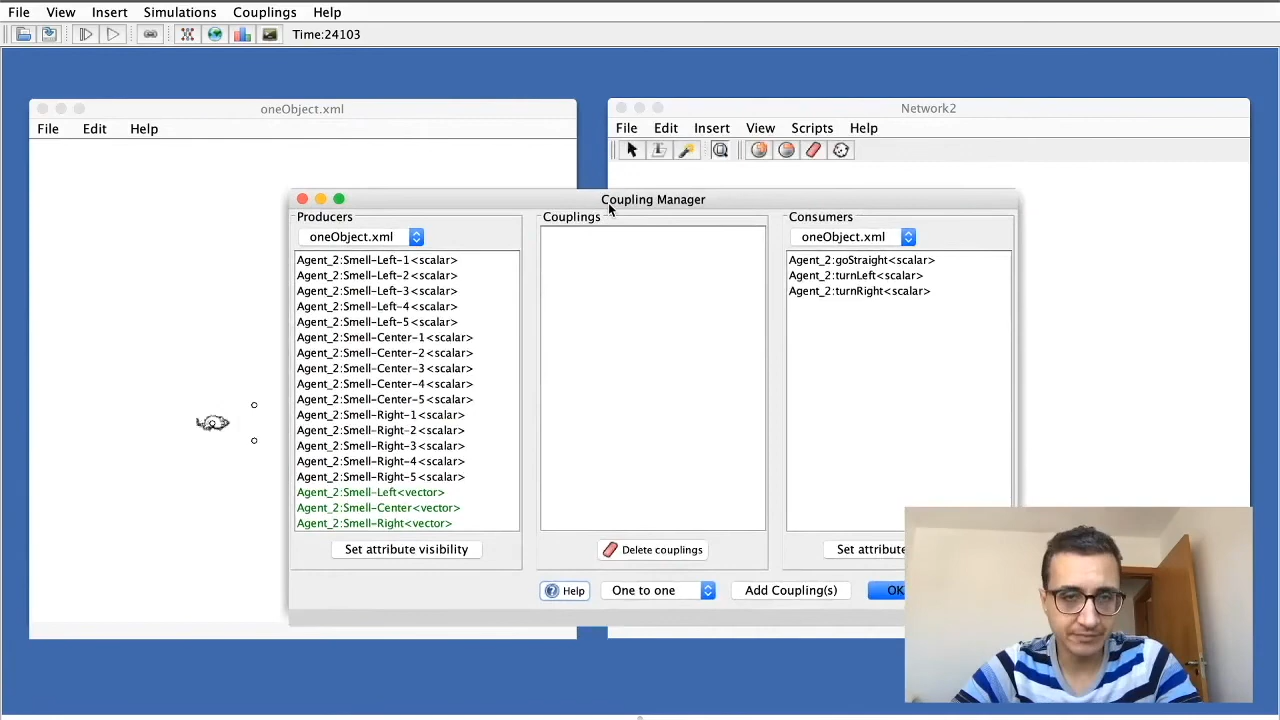 File View Insert Simulations Couplings Help
Time:24103
oneObject.xml
File Edit Help
Network2
File Edit Insert View Scripts Help
Coupling Manager
Producers
oneObject.xml
Agent_2:Smell-Left-1<scalar>
Agent_2:Smell-Left-2<scalar>
Agent_2:Smell-Left-3<scalar>
Agent_2:Smell-Left-4<scalar>
Agent_2:Smell-Left-5<scalar>
Agent_2:Smell-Center-1<scalar>
Agent_2:Smell-Center-2<scalar>
Agent_2:Smell-Center-3<scalar>
Agent_2:Smell-Center-4<scalar>
Agent_2:Smell-Center-5<scalar>
Agent_2:Smell-Right-1<scalar>
Agent_2:Smell-Right-2<scalar>
Agent_2:Smell-Right-3<scalar>
Agent_2:Smell-Right-4<scalar>
Agent_2:Smell-Right-5<scalar>
Agent_2:Smell-Left<vector>
Agent_2:Smell-Center<vector>
Agent_2:Smell-Right<vector>
Set attribute visibility
Couplings
Delete couplings
Consumers
oneObject.xml
Agent_2:goStraight<scalar>
Agent_2:turnLeft<scalar>
Agent_2:turnRight<scalar>
Set attribute
Help
One to one
Add Coupling(s)
OK